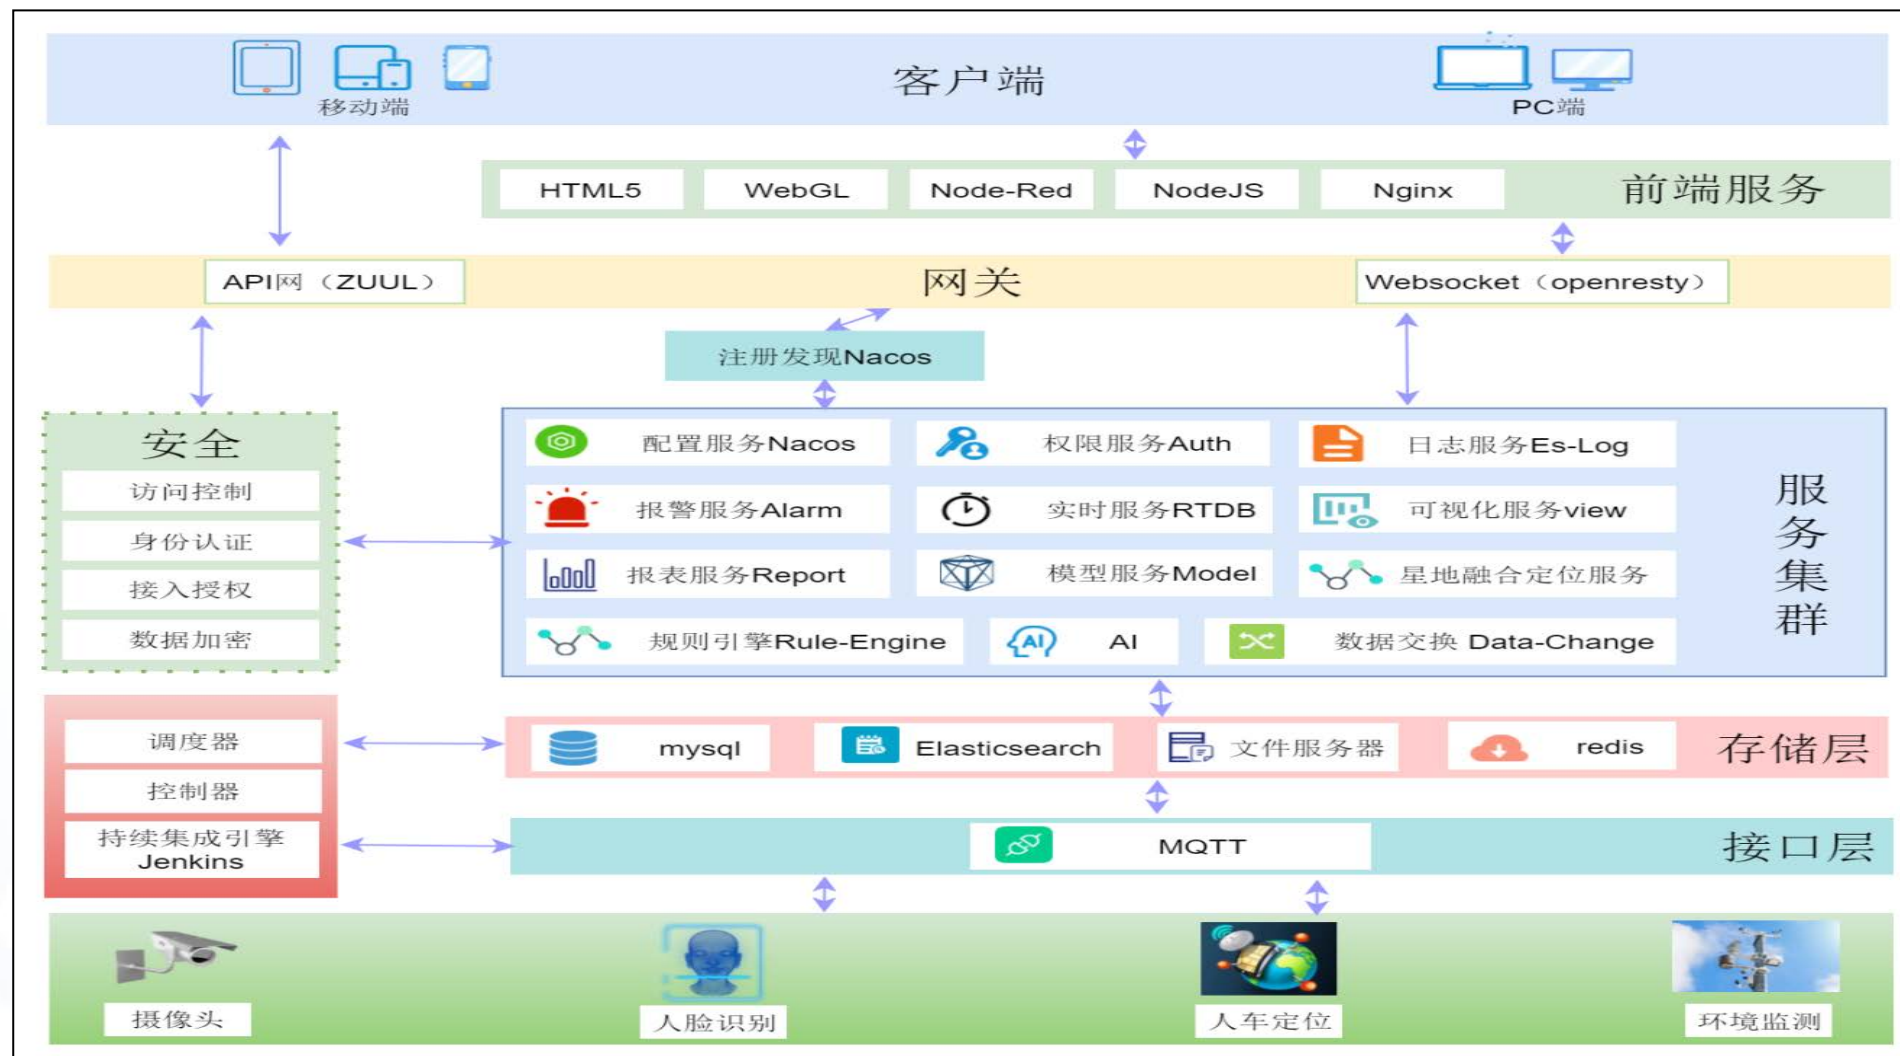 客户端
移动端
PC端
HTML5
WebGL
Node-Red
NodeJS
Nginx
前端服务
API网（ZUUL）
网关
Websocket（openresty）
注册发现Nacos
安全
访问控制
身份认证
接入授权
数据加密
配置服务Nacos
权限服务Auth
日志服务Es-Log
报警服务Alarm
实时服务RTDB
可视化服务view
报表服务Report
模型服务Model
星地融合定位服务
规则引擎Rule-Engine
AI
AI
数据交换 Data-Change
服务集群
调度器
控制器
持续集成引擎
Jenkins
mysql
Elasticsearch
文件服务器
redis
存储层
MQTT
接口层
摄像头
人脸识别
人车定位
环境监测